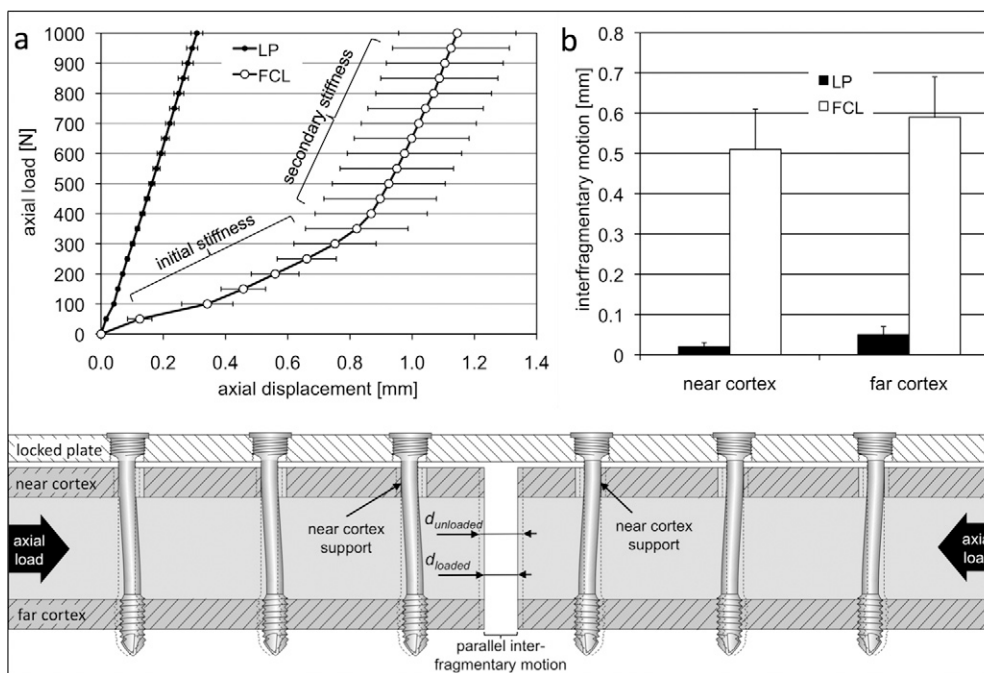 a
LP
FCL
1000
900
800
700
600
500
400
300
200
100
0
axial load [N]
initial stiffness
secondary stiffness
0.0
0.2
0.4
0.6
0.8
1.0
1.2
1.4
axial displacement [mm]
b
LP
FCL
0.8
0.7
0.6
0.5
0.4
0.3
0.2
0.1
0
interfragmentary motion [mm]
near cortex
far cortex
locked plate
near cortex
axial
load
far cortex
near cortex
support
d unloaded
d loaded
near cortex
support
parallel inter-
fragmentary motion
axia
load